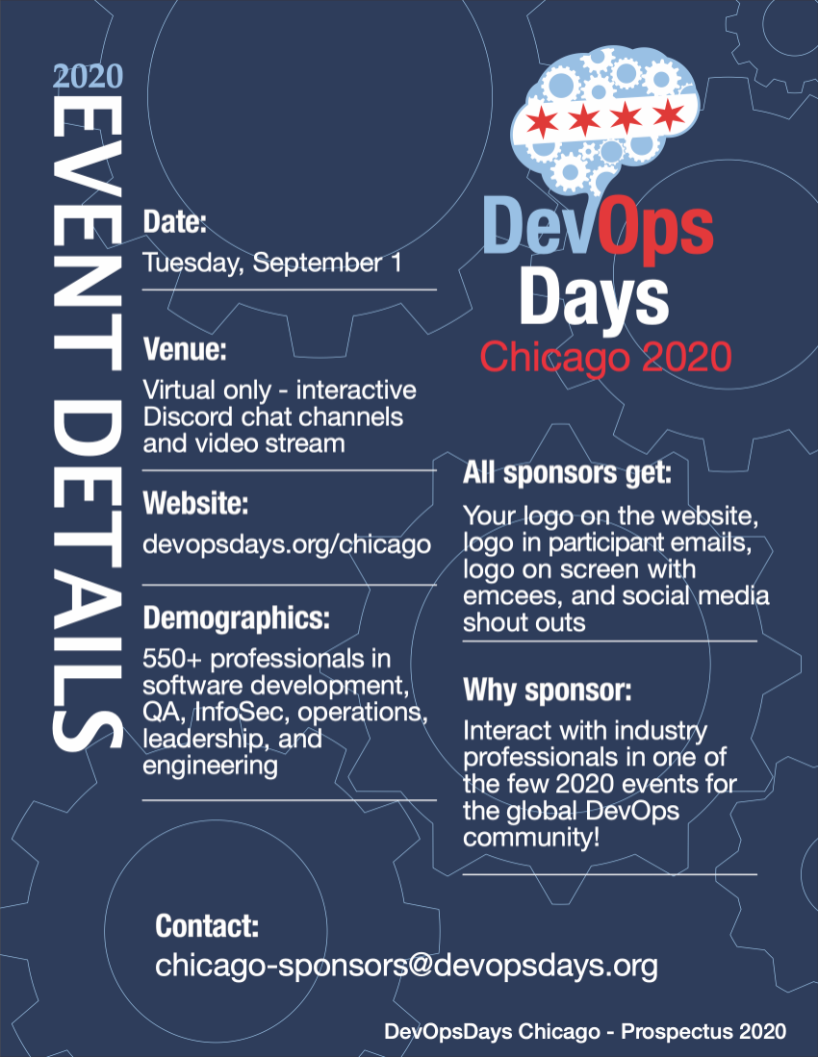 2020
EVENT DETAILS
Date:
Tuesday, September 1
Venue:
Virtual only - interactive
Discord chat channels
and video stream
Website:
devopsdays.org/chicago
Demographics:
550+ professionals in
software development,
QA, InfoSec, operations,
leadership, and
engineering
DevOps
Days
Chicago 2020
All sponsors get:
Your logo on the website,
logo in participant emails,
logo on screen with
emcees, and social media
shout outs
Why sponsor:
Interact with industry
professionals in one of
the few 2020 events for
the global DevOps
community!
Contact:
chicago-sponsors@devopsdays.org
DevOpsDays Chicago - Prospectus 2020